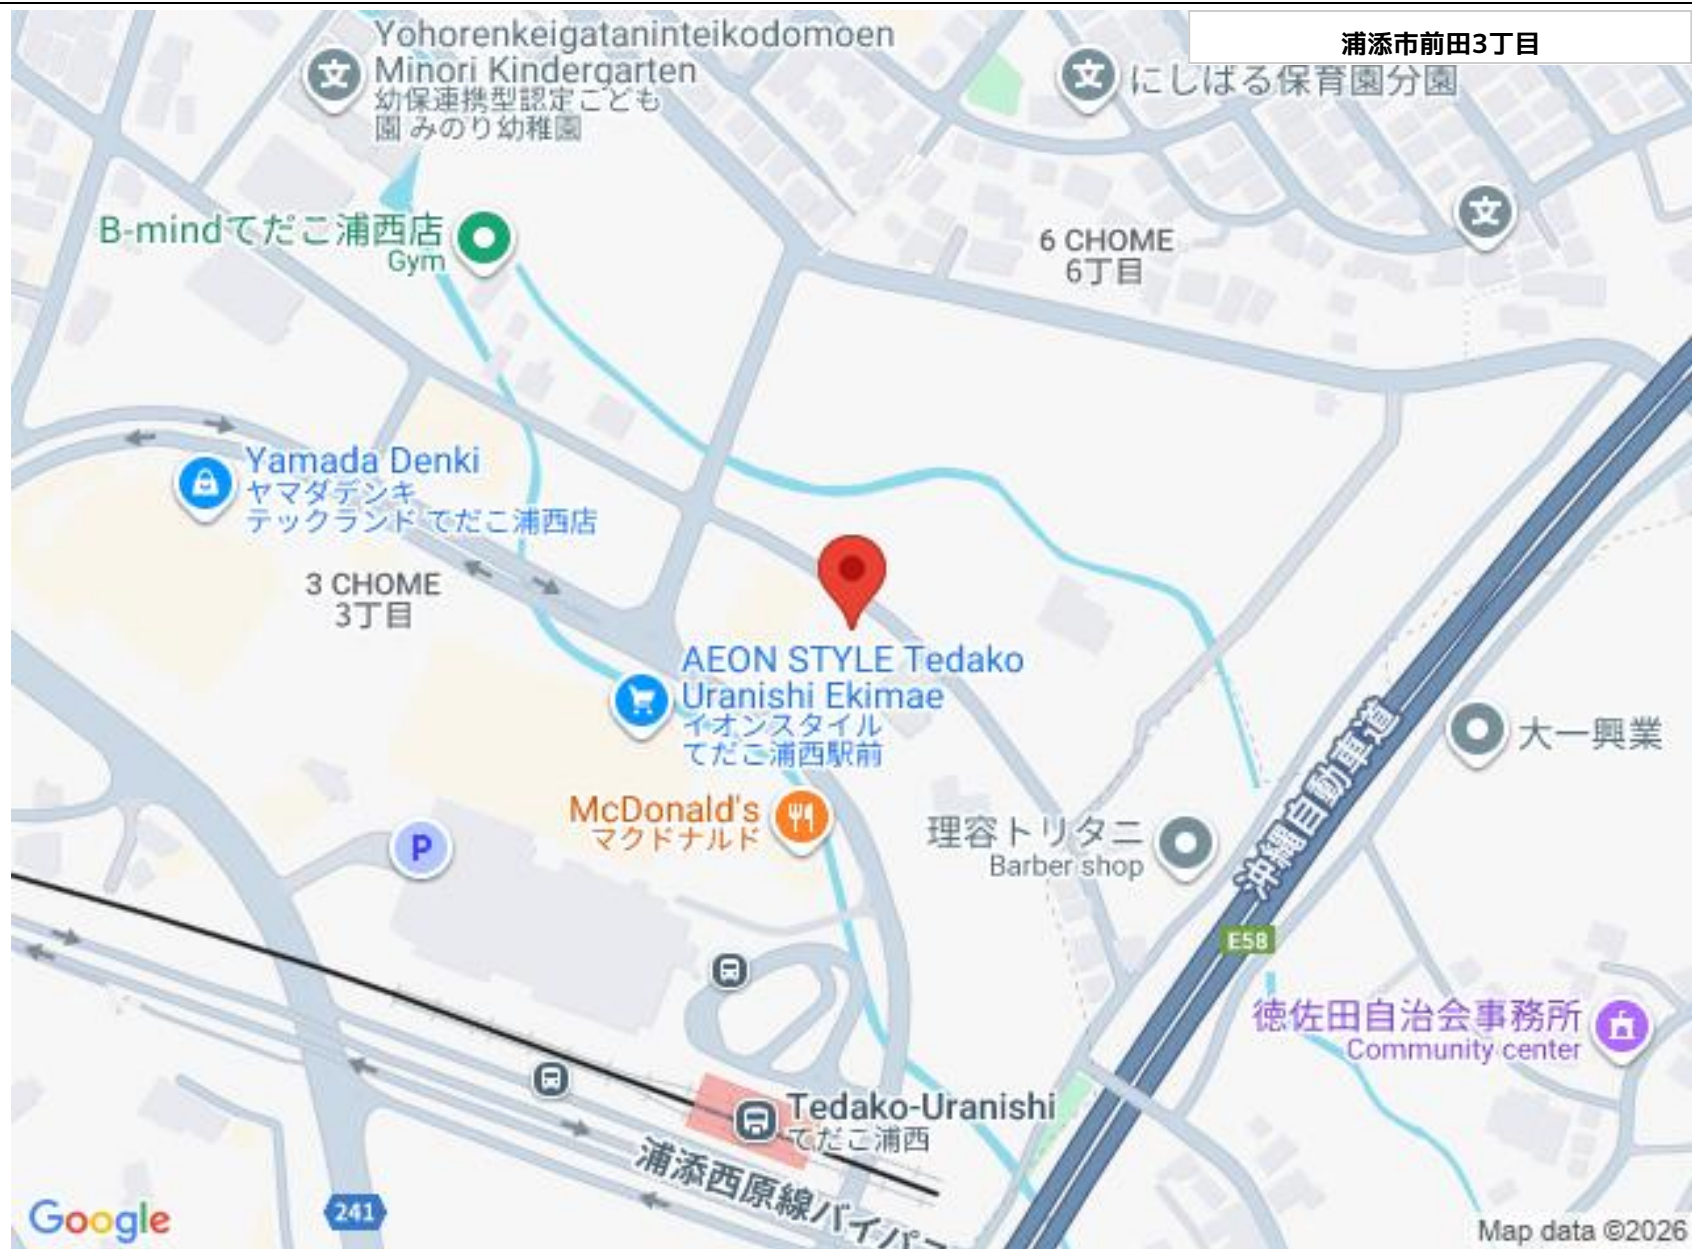 浦添市前田3丁目
Yohorenkeigataninteikodomoen
Minori Kindergarten
幼保連携型認定こども
園 みのり幼稚園
にしばる保育園分園
B-mindてだこ浦西店
Gym
6 CHOME
6丁目
Yamada Denki
ヤマダデンキ
テックランド てだこ浦西店
3 CHOME
3丁目
AEON STYLE Tedako
Uranishi Ekimae
イオンスタイル
てだこ浦西駅前
大一興業
沖縄自動車道
McDonald's
マクドナルド
P
理容トリタニ
Barber shop
E58
徳佐田自治会事務所
Community center
Tedako-Uranishi
てだこ浦西
浦添西原線バイパス
241
Google
Map data ©2026